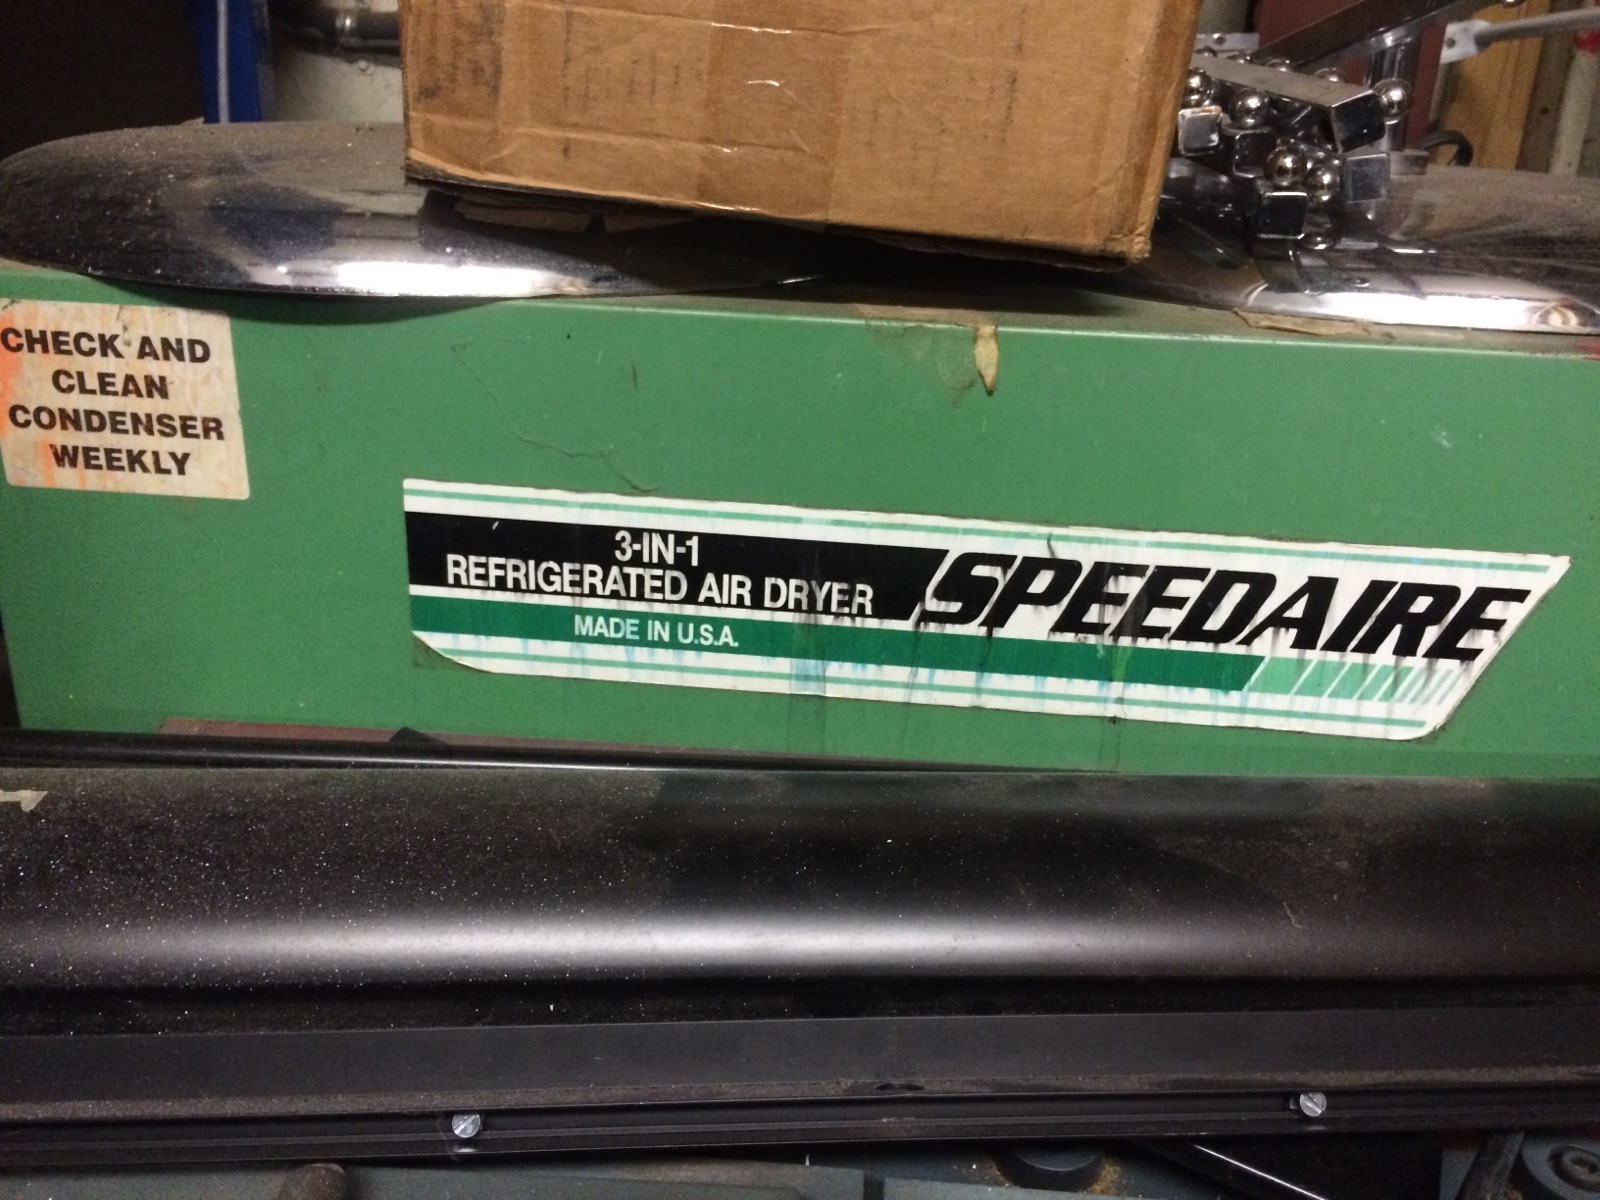 CHECK AND
CLEAN
CONDENSER
WEEKLY
3-IN-1
REFRIGERATED AIR DRYER
SPEEDAIRE
MADE IN U.S.A.